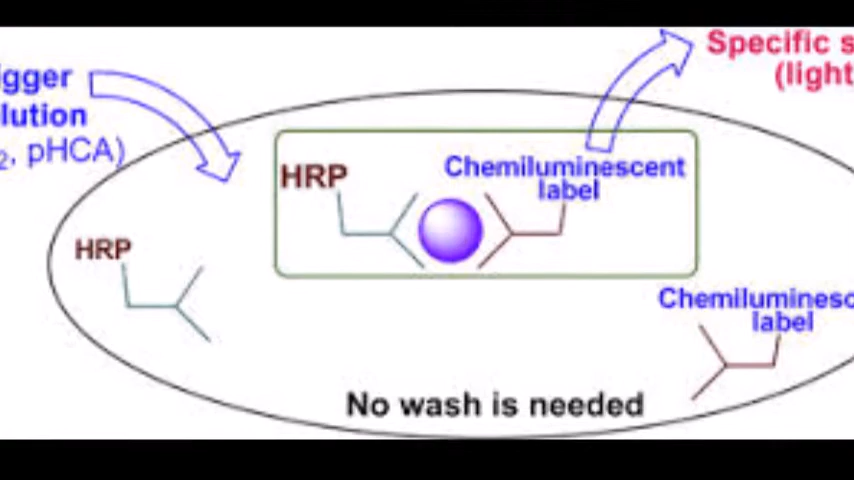 igger
lution
2, pHCA)
Specific s
(light
HRP
Chemiluminescent
label
HRP
Chemiluminesc
label
No wash is needed